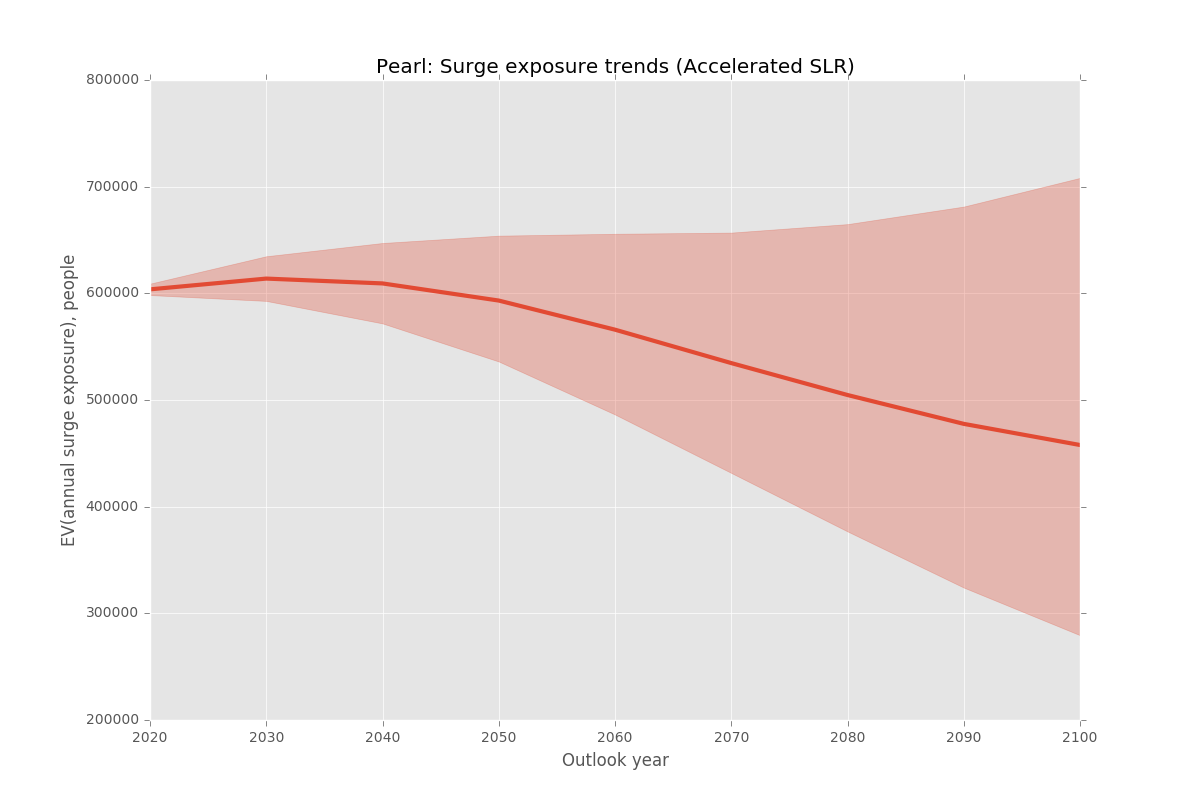 Pearl: Surge exposure trends (Accelerated SLR)
800000
700000
600000
500000
400000
300000
200000
EV(annual surge exposure), people
2020 2030 2040 2050 2060 2070 2080 2090 2100
Outlook year